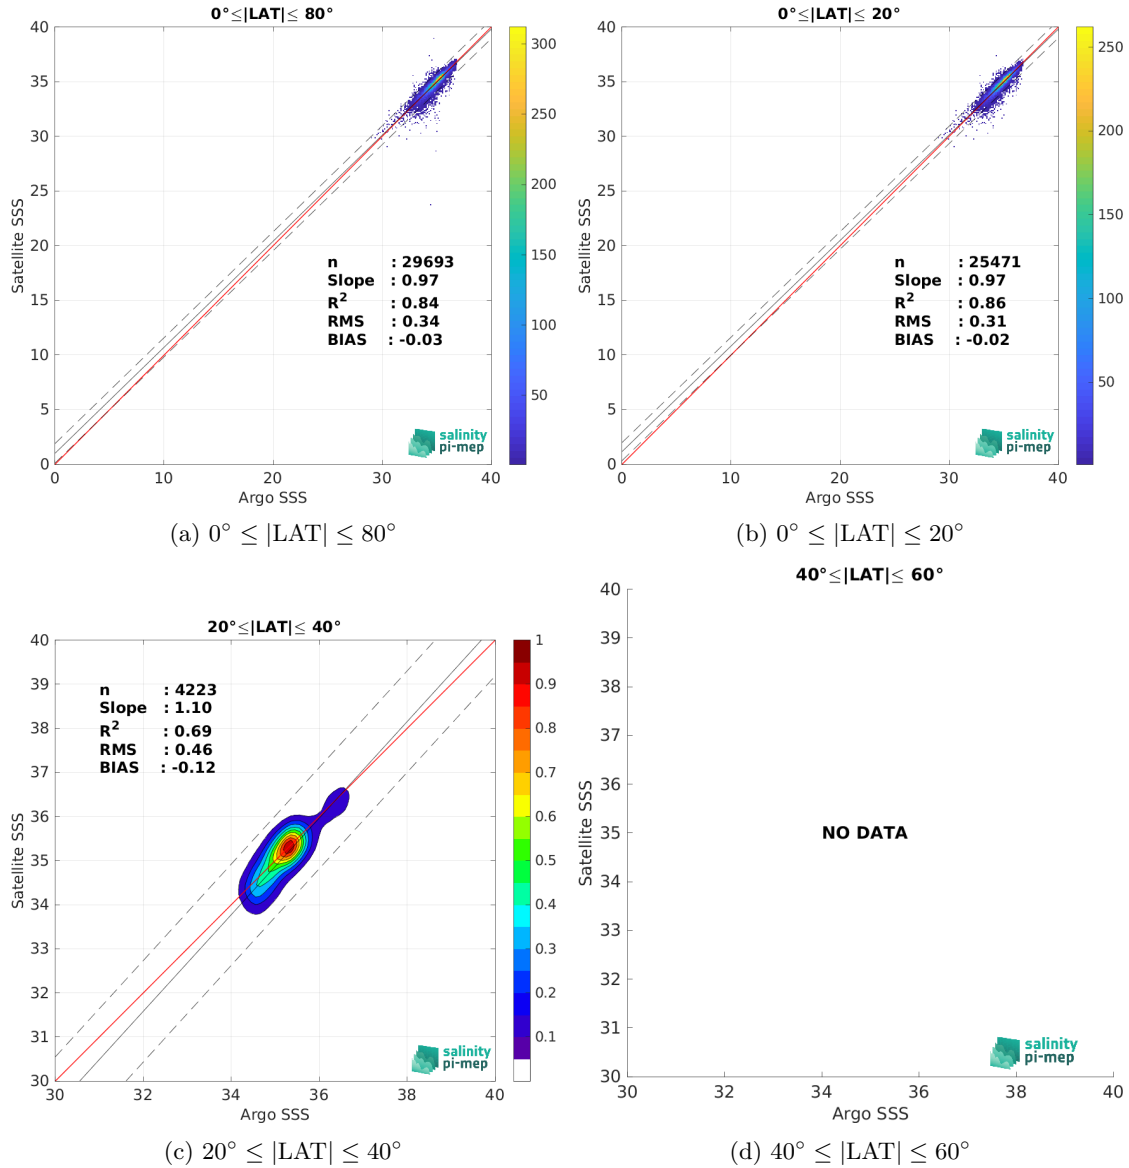 0°≤|LAT|≤ 80°
40
35
30
25
20
15
10
5
0
Satellite SSS
n : 29693
Slope : 0.97
R² : 0.84
RMS : 0.34
BIAS : -0.03
salinity
pi-mep
0 10 20 30 40
Argo SSS
300
250
200
150
100
50
(a) 0° ≤ |LAT| ≤ 80°
0°≤|LAT|≤ 20°
40
35
30
25
20
15
10
5
0
Satellite SSS
n : 25471
Slope : 0.97
R² : 0.86
RMS : 0.31
BIAS : -0.02
salinity
pi-mep
0 10 20 30 40
Argo SSS
250
200
150
100
50
(b) 0° ≤ |LAT| ≤ 20°
20°≤|LAT|≤ 40°
40
39
38
37
36
35
34
33
32
31
30
Satellite SSS
n : 4223
Slope : 1.10
R² : 0.69
RMS : 0.46
BIAS : -0.12
salinity
pi-mep
30 32 34 36 38 40
Argo SSS
1
0.9
0.8
0.7
0.6
0.5
0.4
0.3
0.2
0.1
(c) 20° ≤ |LAT| ≤ 40°
40°≤|LAT|≤ 60°
40
39
38
37
36
35
34
33
32
31
30
Satellite SSS
NO DATA
salinity
pi-mep
30 32 34 36 38 40
Argo SSS
(d) 40° ≤ |LAT| ≤ 60°